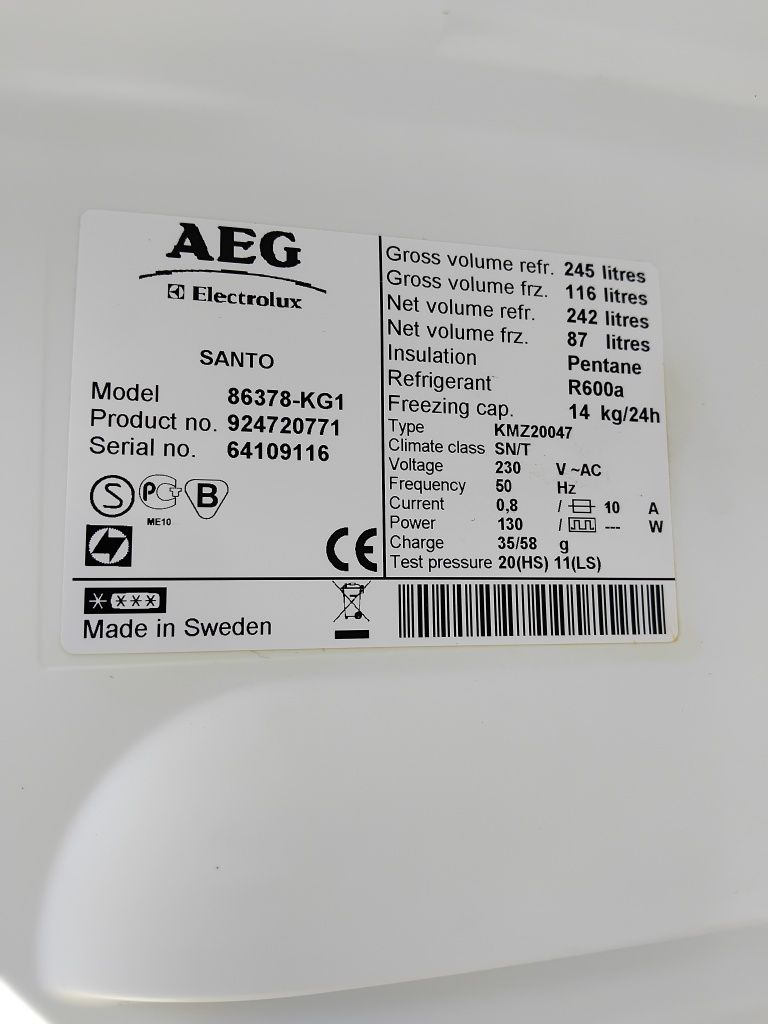 AEG
Electrolux
SANTO
Model 86378-KG1
Product no. 924720771
Serial no. 64109116
S PC B
ME10
CE
Gross volume refr. 245 litres
Gross volume frz. 116 litres
Net volume refr. 242 litres
Net volume frz. 87 litres
Insulation Pentane
Refrigerant R600a
Freezing cap. 14 kg/24h
Type KMZ20047
Climate class SN/T
Voltage 230 V ~AC
Frequency 50 Hz
Current 0,8 / 10 A
Power 130 / --- W
Charge 35/58 g
Test pressure 20(HS) 11(LS)
Made in Sweden